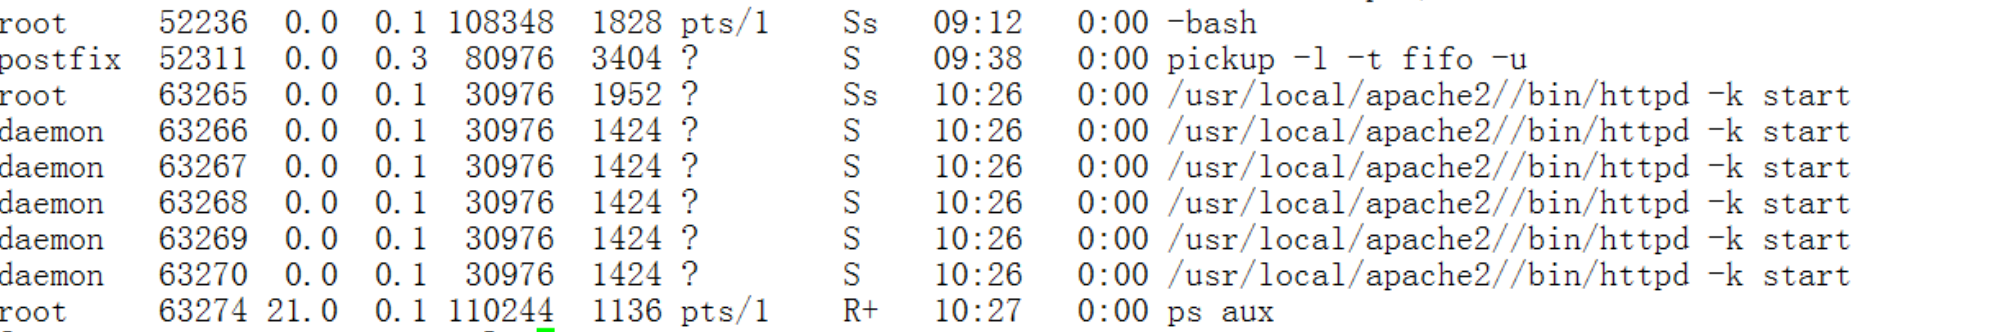 root 52236 0.0 0.1 108348 1828 pts/1 Ss 09:12 0:00 -bash
postfix 52311 0.0 0.3 80976 3404 ? S 09:38 0:00 pickup -l -t fifo -u
root 63265 0.0 0.1 30976 1952 ? Ss 10:26 0:00 /usr/local/apache2//bin/httpd -k start
daemon 63266 0.0 0.1 30976 1424 ? S 10:26 0:00 /usr/local/apache2//bin/httpd -k start
daemon 63267 0.0 0.1 30976 1424 ? S 10:26 0:00 /usr/local/apache2//bin/httpd -k start
daemon 63268 0.0 0.1 30976 1424 ? S 10:26 0:00 /usr/local/apache2//bin/httpd -k start
daemon 63269 0.0 0.1 30976 1424 ? S 10:26 0:00 /usr/local/apache2//bin/httpd -k start
daemon 63270 0.0 0.1 30976 1424 ? S 10:26 0:00 /usr/local/apache2//bin/httpd -k start
root 63274 21.0 0.1 110244 1136 pts/1 R+ 10:27 0:00 ps aux